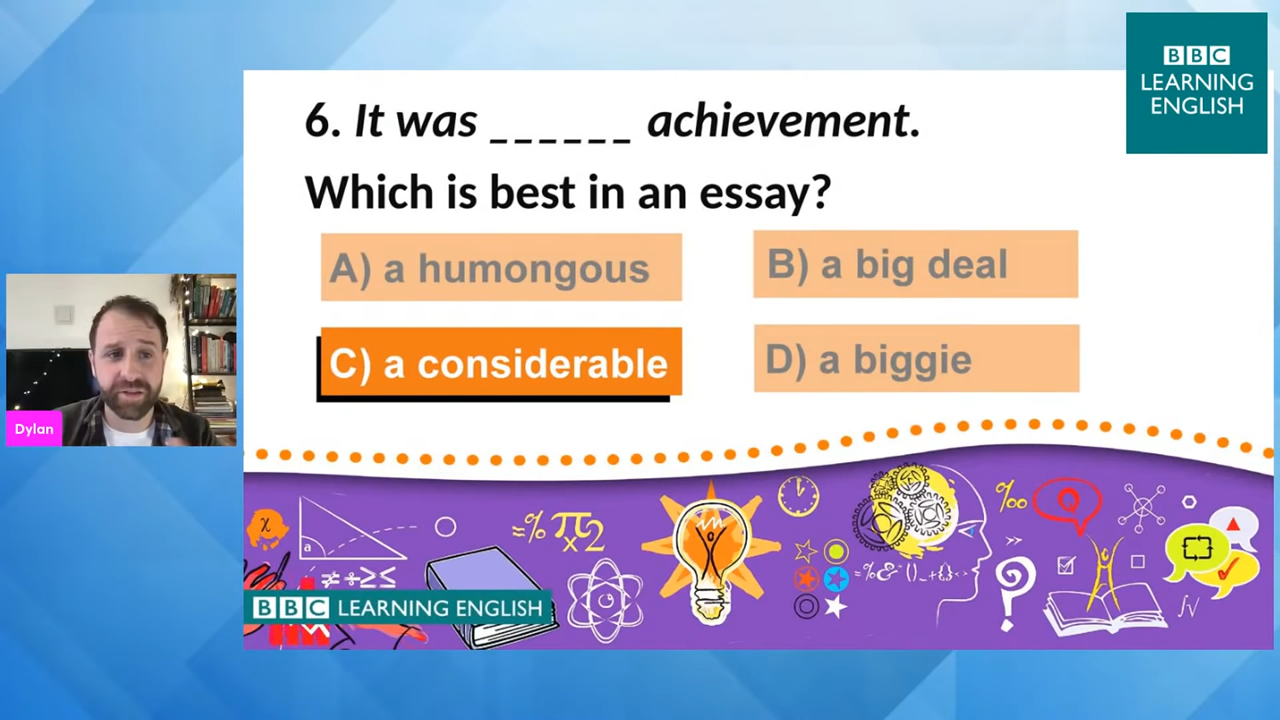 BBC
LEARNING
ENGLISH
6. It was ______ achievement.
Which is best in an essay?
A) a humongous
B) a big deal
C) a considerable
D) a biggie
Dylan
BBC LEARNING ENGLISH